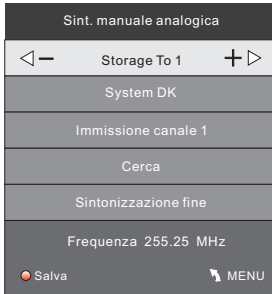 Sint. manuale analogica
Storage To 1
System DK
Immissione canale 1
Cerca
Sintonizzazione fine
Frequenza 255.25 MHz
Salva MENU